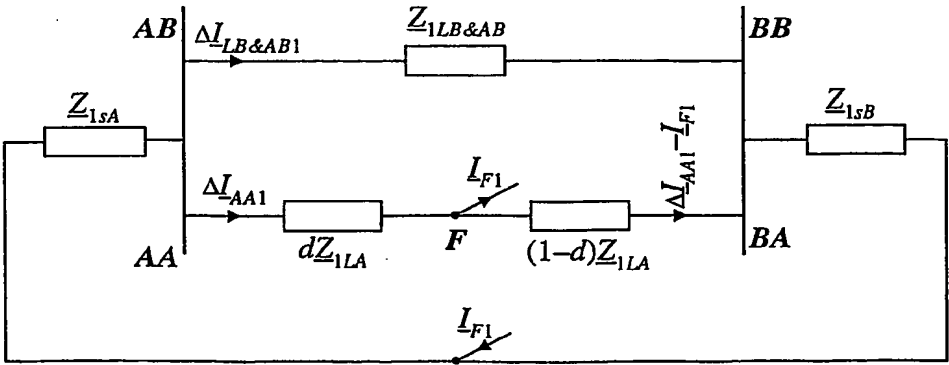 AB
ΔI_LB&AB1
Z_1LB&AB
BB
Z_1sA
Z_1sB
ΔI_AA1
I_F1
ΔI_AA1–I_F1
AA
dZ_1LA
F
(1–d)Z_1LA
BA
I_F1